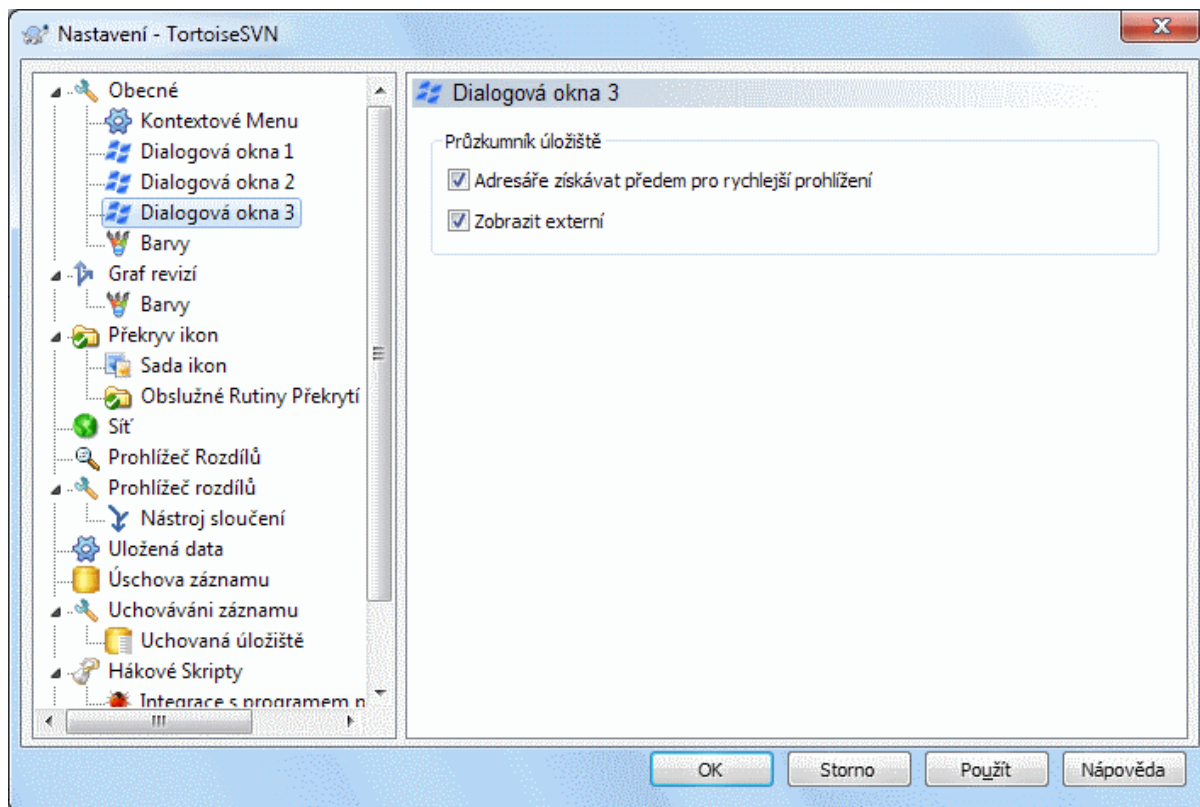 Nastavení - TortoiseSVN
Obecné
Kontextové Menu
Dialogová okna 1
Dialogová okna 2
Dialogová okna 3
Barvy
Graf revizí
Barvy
Překryv ikon
Sada ikon
Obslužné Rutiny Překrytí
Síť
Prohlížeč Rozdílů
Prohlížeč rozdílů
Nástroj sloučení
Uložená data
Úschova záznamu
Uchováváni záznamu
Uchovaná úložiště
Hákové Skripty
Integrace s programem p
Dialogová okna 3
Průzkumník úložiště
Adresáře získávat předem pro rychlejší prohlížení
Zobrazit externí
OK
Storno
Použít
Nápověda